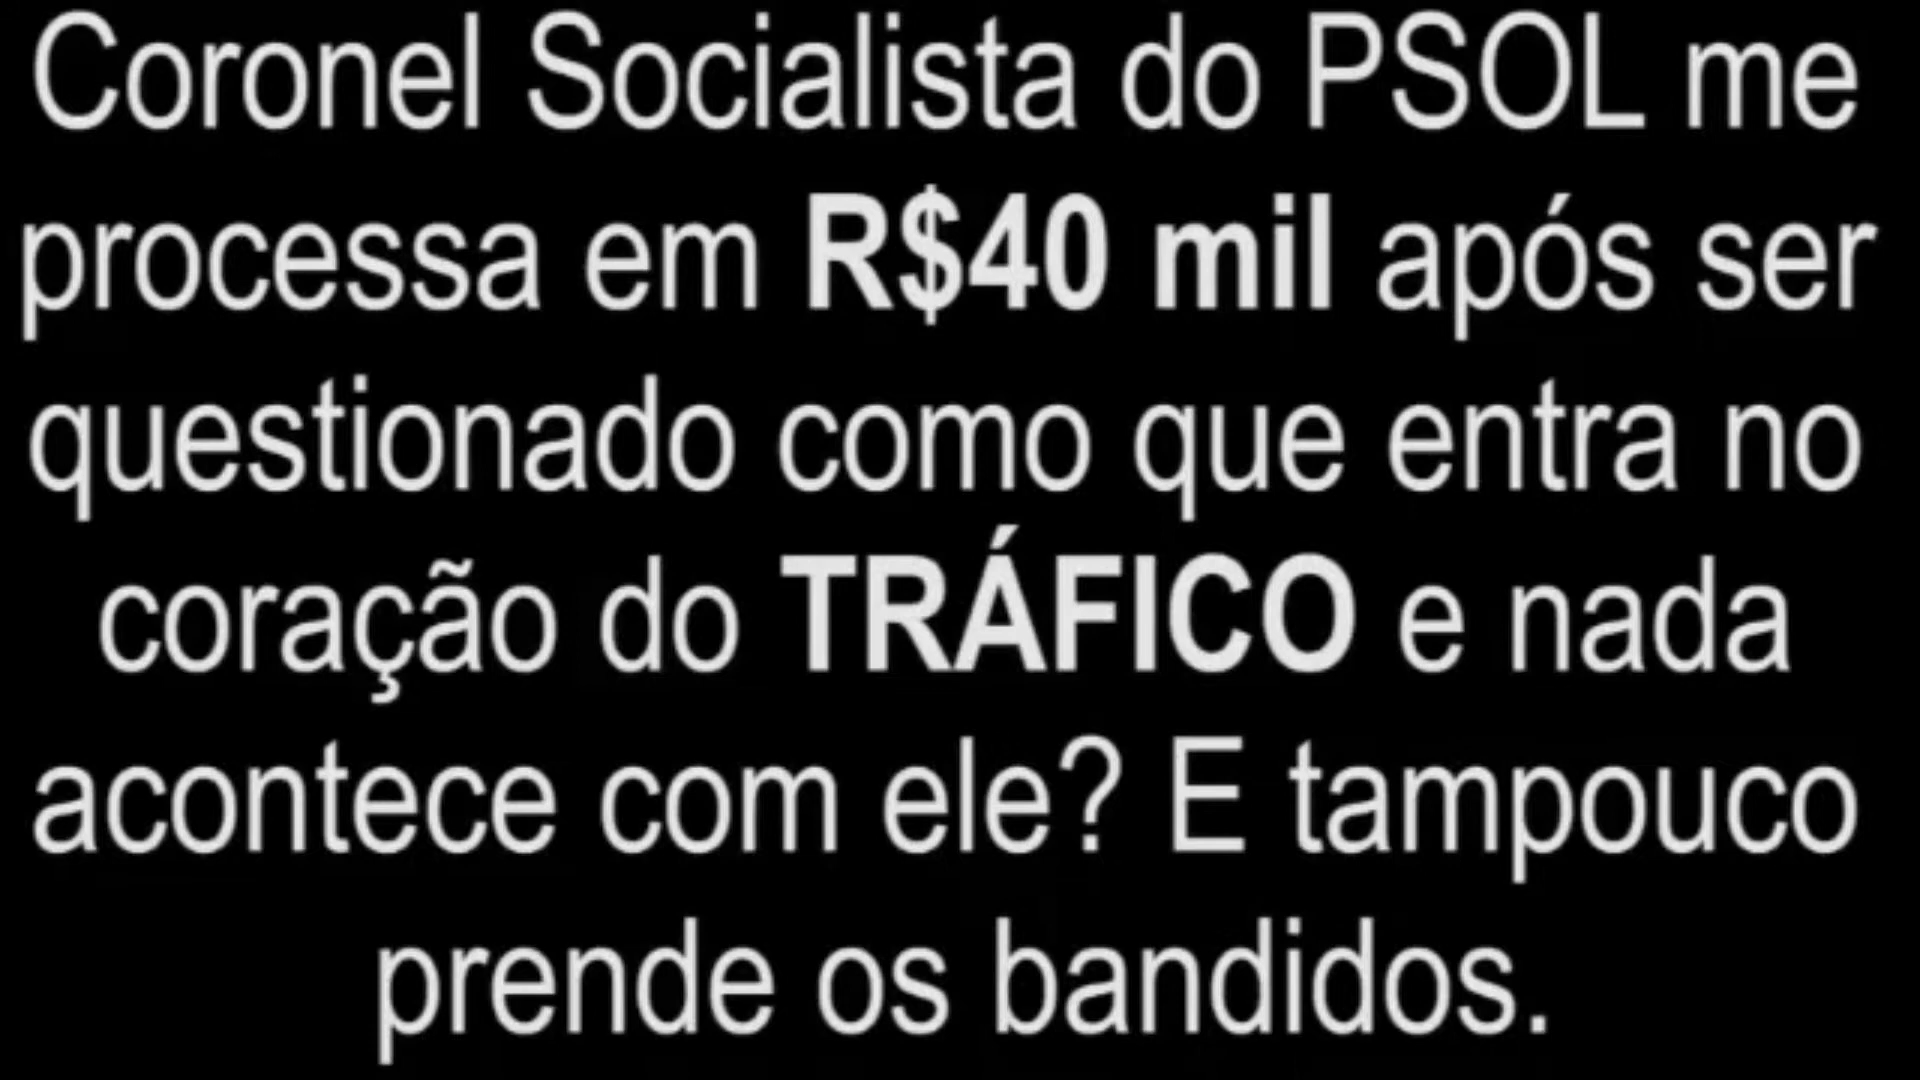 Coronel Socialista do PSOL me
processa em R$40 mil após ser
questionado como que entra no
coração do TRÁFICO e nada
acontece com ele? E tampouco
prende os bandidos.